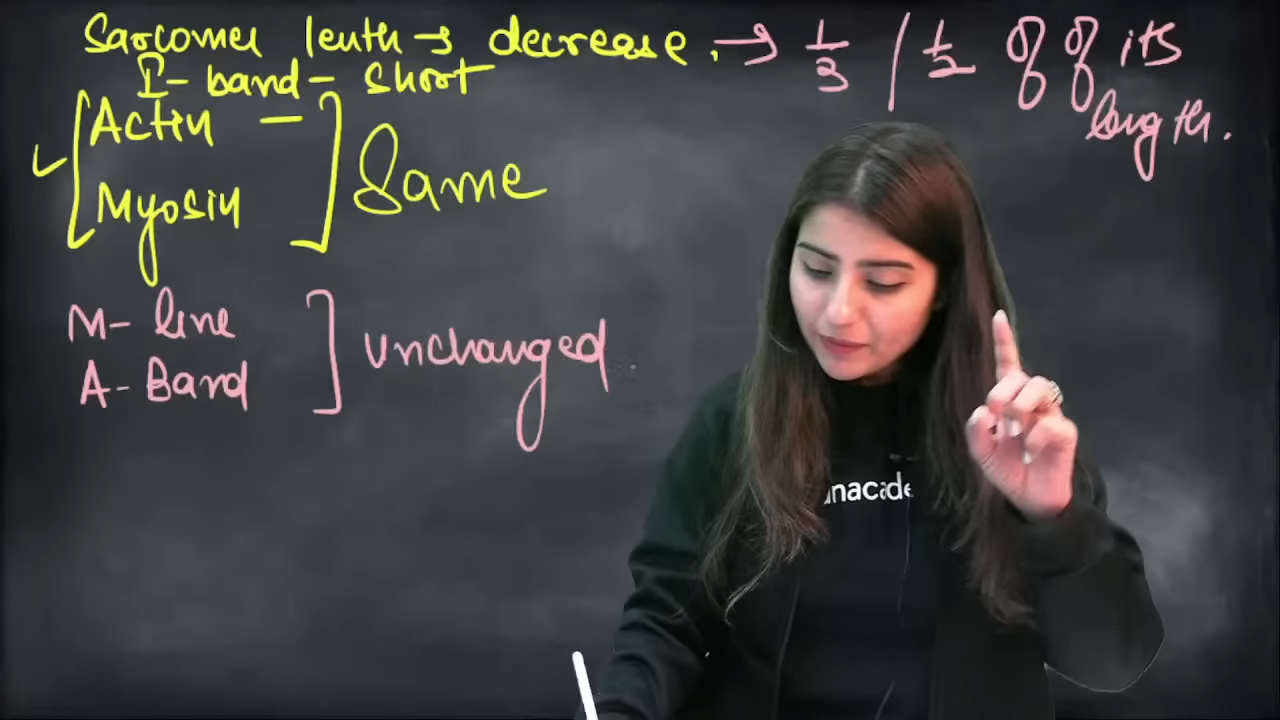 Sarcomer lenth → decrease. → 1/3 / 1/2 of of its length.
I-band - short
[Actin -
Myosin] Same
M-line
A-Band ] unchanged
unacade